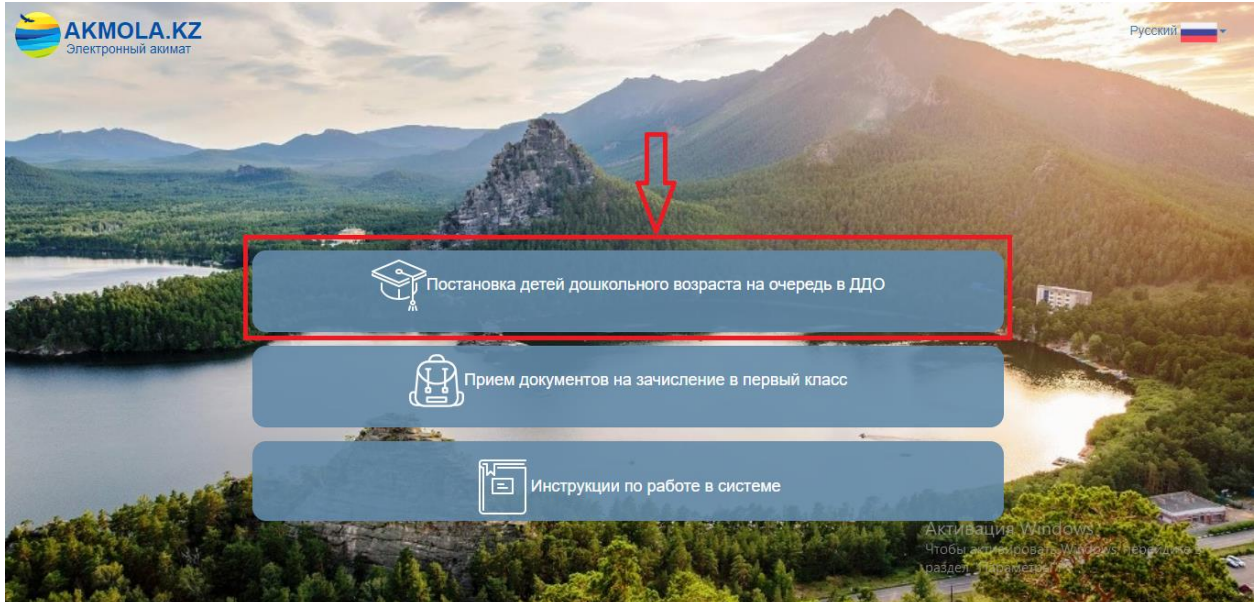 AKMOLA.KZ
Электронный акимат
Русский
Постановка детей дошкольного возраста на очередь в ДДО
Прием документов на зачисление в первый класс
Инструкции по работе в системе
Активация Windows
Чтобы активировать Windows, перейдите в
раздел "Параметры".